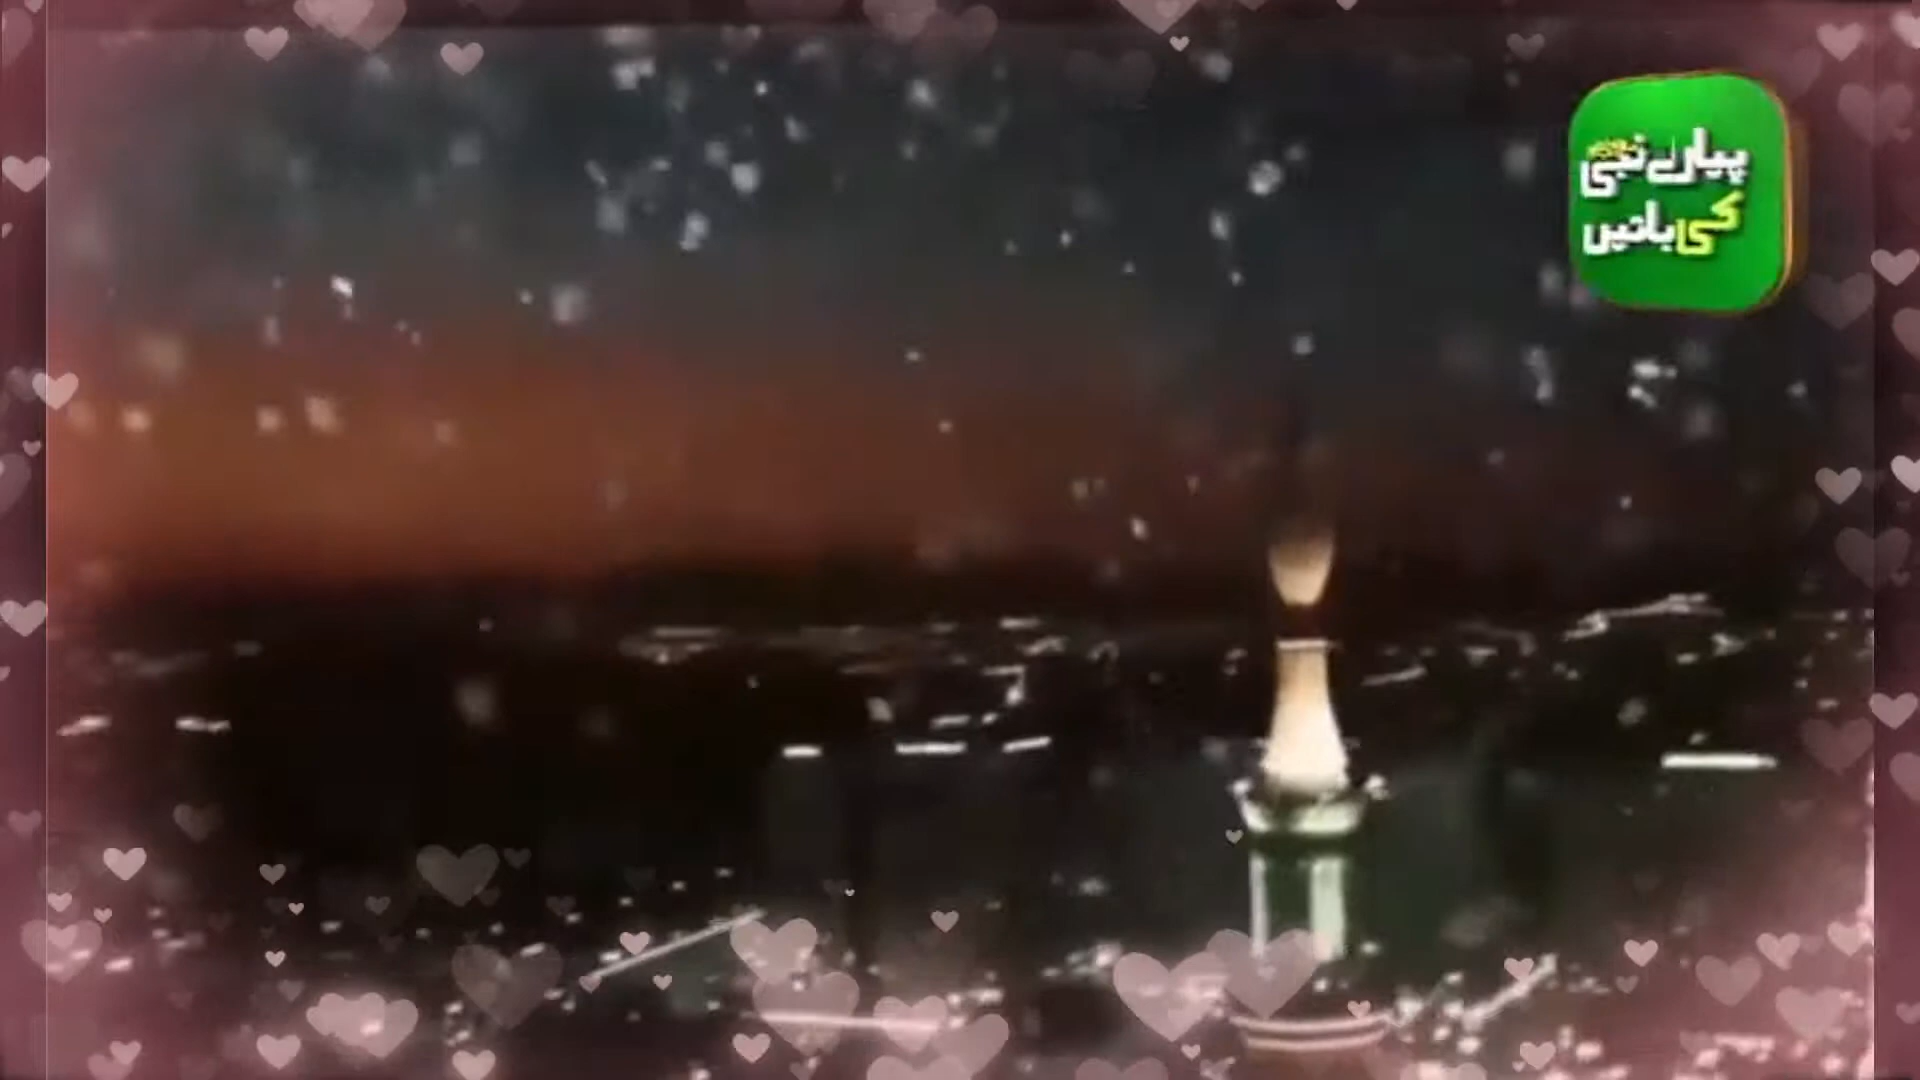 پیارے نبی
کی باتیں